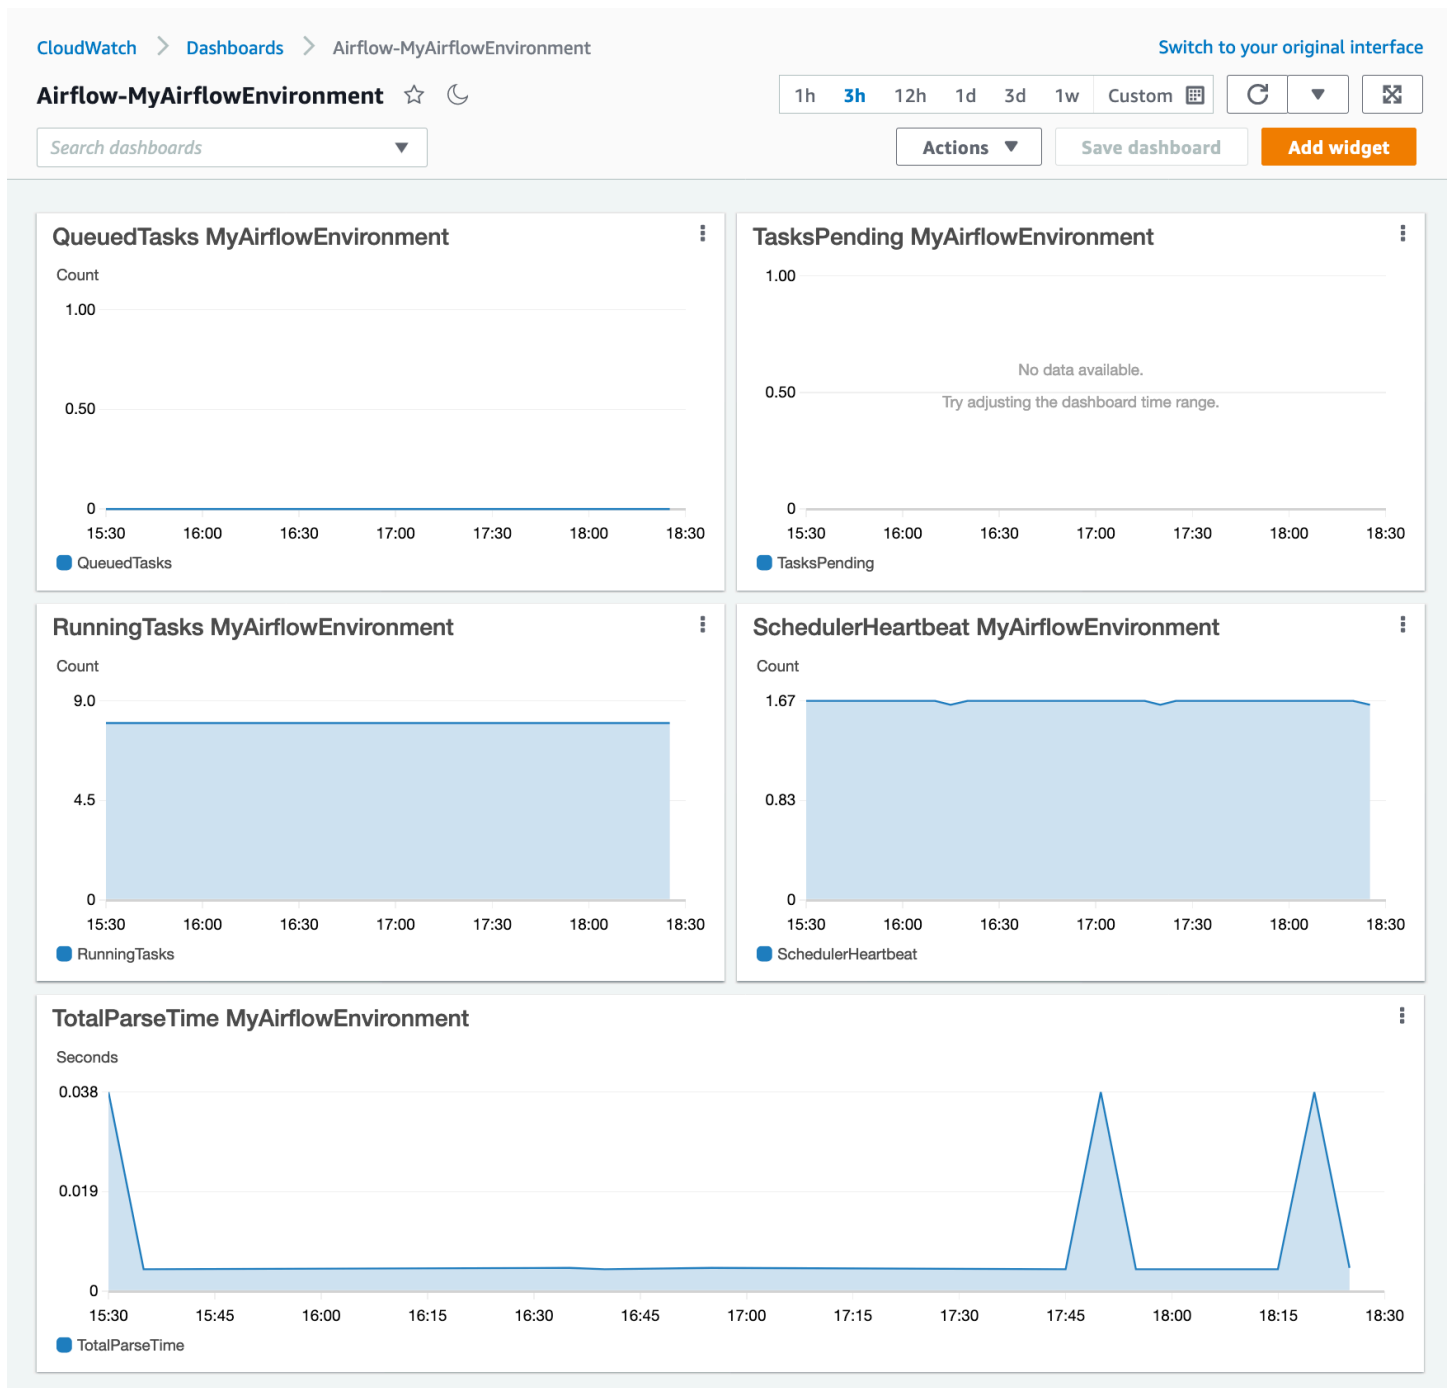 CloudWatch > Dashboards > Airflow-MyAirflowEnvironment
Switch to your original interface
Airflow-MyAirflowEnvironment
1h 3h 12h 1d 3d 1w Custom
Search dashboards
Actions
Save dashboard
Add widget
QueuedTasks MyAirflowEnvironment
Count
1.00
0.50
0
15:30 16:00 16:30 17:00 17:30 18:00 18:30
QueuedTasks
TasksPending MyAirflowEnvironment
1.00
No data available.
0.50
Try adjusting the dashboard time range.
0
15:30 16:00 16:30 17:00 17:30 18:00 18:30
TasksPending
RunningTasks MyAirflowEnvironment
Count
9.0
4.5
0
15:30 16:00 16:30 17:00 17:30 18:00 18:30
RunningTasks
SchedulerHeartbeat MyAirflowEnvironment
Count
1.67
0.83
0
15:30 16:00 16:30 17:00 17:30 18:00 18:30
SchedulerHeartbeat
TotalParseTime MyAirflowEnvironment
Seconds
0.038
0.019
0
15:30 15:45 16:00 16:15 16:30 16:45 17:00 17:15 17:30 17:45 18:00 18:15 18:30
TotalParseTime